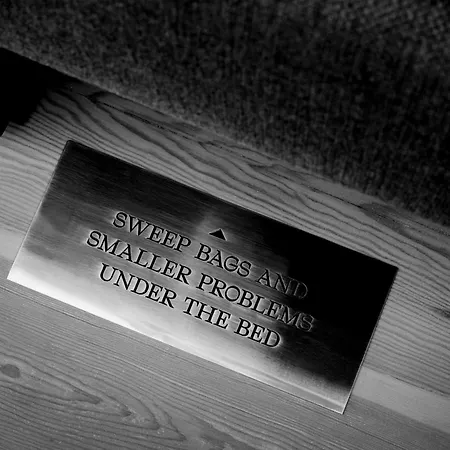 SWEEP BAGS AND
SMALLER PROBLEMS
UNDER THE BED